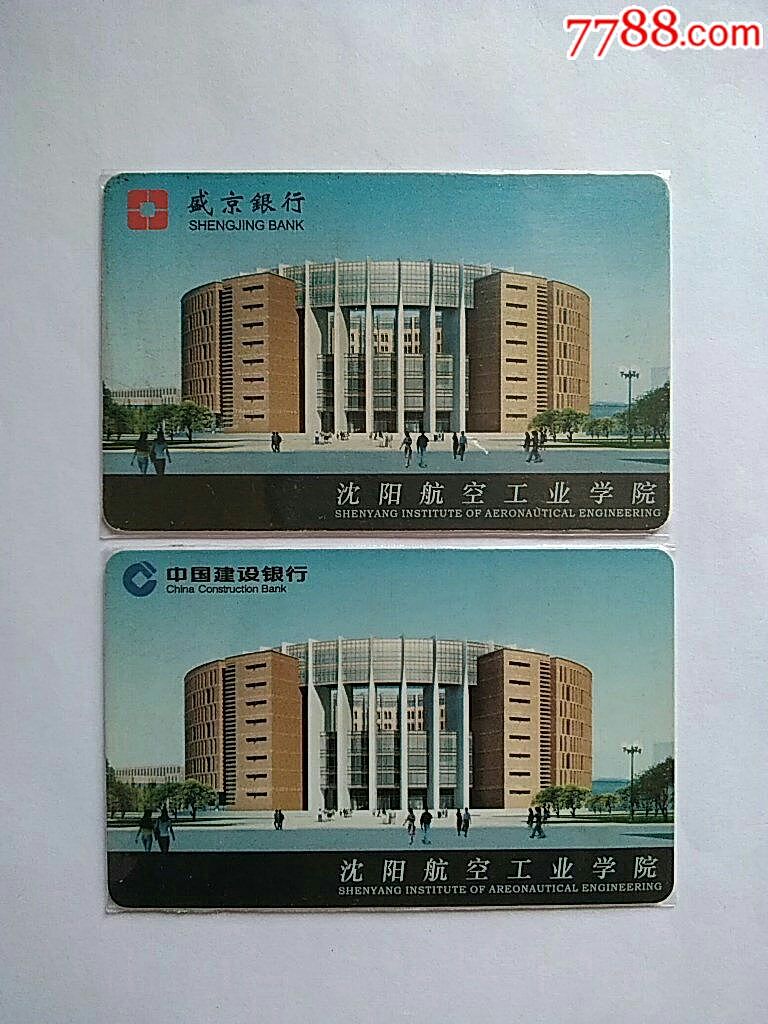 7788.com
盛京銀行
SHENGJING BANK
沈阳航空工业学院
SHENYANG INSTITUTE OF AERONAUTICAL ENGINEERING
中国建设银行
China Construction Bank
沈阳航空工业学院
SHENYANG INSTITUTE OF AREONAUTICAL ENGINEERING